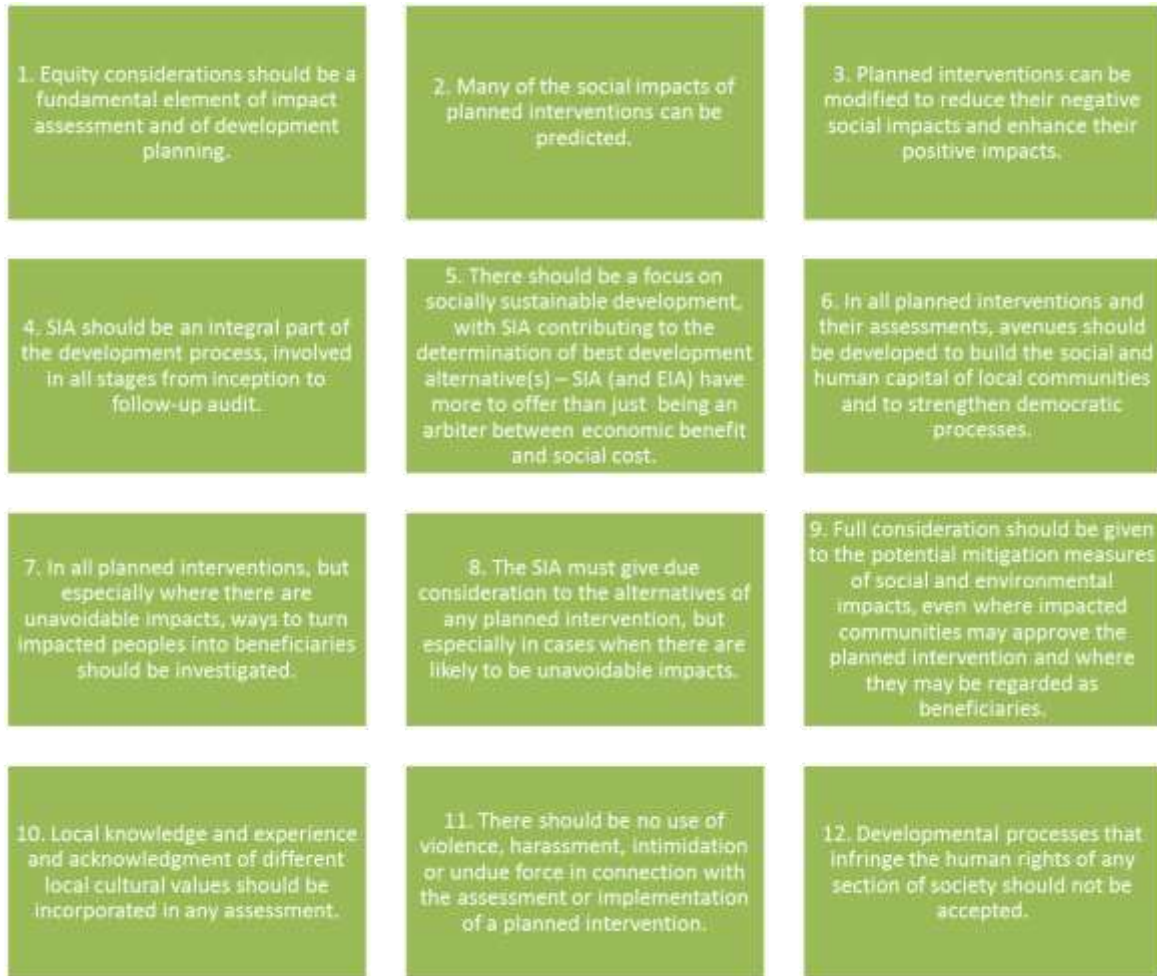 1. Equity considerations should be a
fundamental element of impact
assessment and of development
planning.
2. Many of the social impacts of
planned interventions can be
predicted.
3. Planned interventions can be
modified to reduce their negative
social impacts and enhance their
positive impacts.
4. SIA should be an integral part of
the development process, involved
in all stages from inception to
follow-up audit.
5. There should be a focus on
socially sustainable development,
with SIA contributing to the
determination of best development
alternative(s) – SIA (and EIA) have
more to offer than just being an
arbiter between economic benefit
and social cost.
6. In all planned interventions and
their assessments, avenues should
be developed to build the social and
human capital of local communities
and to strengthen democratic
processes.
7. In all planned interventions, but
especially where there are
unavoidable impacts, ways to turn
impacted peoples into beneficiaries
should be investigated.
8. The SIA must give due
consideration to the alternatives of
any planned intervention, but
especially in cases when there are
likely to be unavoidable impacts.
9. Full consideration should be given
to the potential mitigation measures
of social and environmental
impacts, even where impacted
communities may approve the
planned intervention and where
they may be regarded as
beneficiaries.
10. Local knowledge and experience
and acknowledgment of different
local cultural values should be
incorporated in any assessment.
11. There should be no use of
violence, harassment, intimidation
or undue force in connection with
the assessment or implementation
of a planned intervention.
12. Developmental processes that
infringe the human rights of any
section of society should not be
accepted.